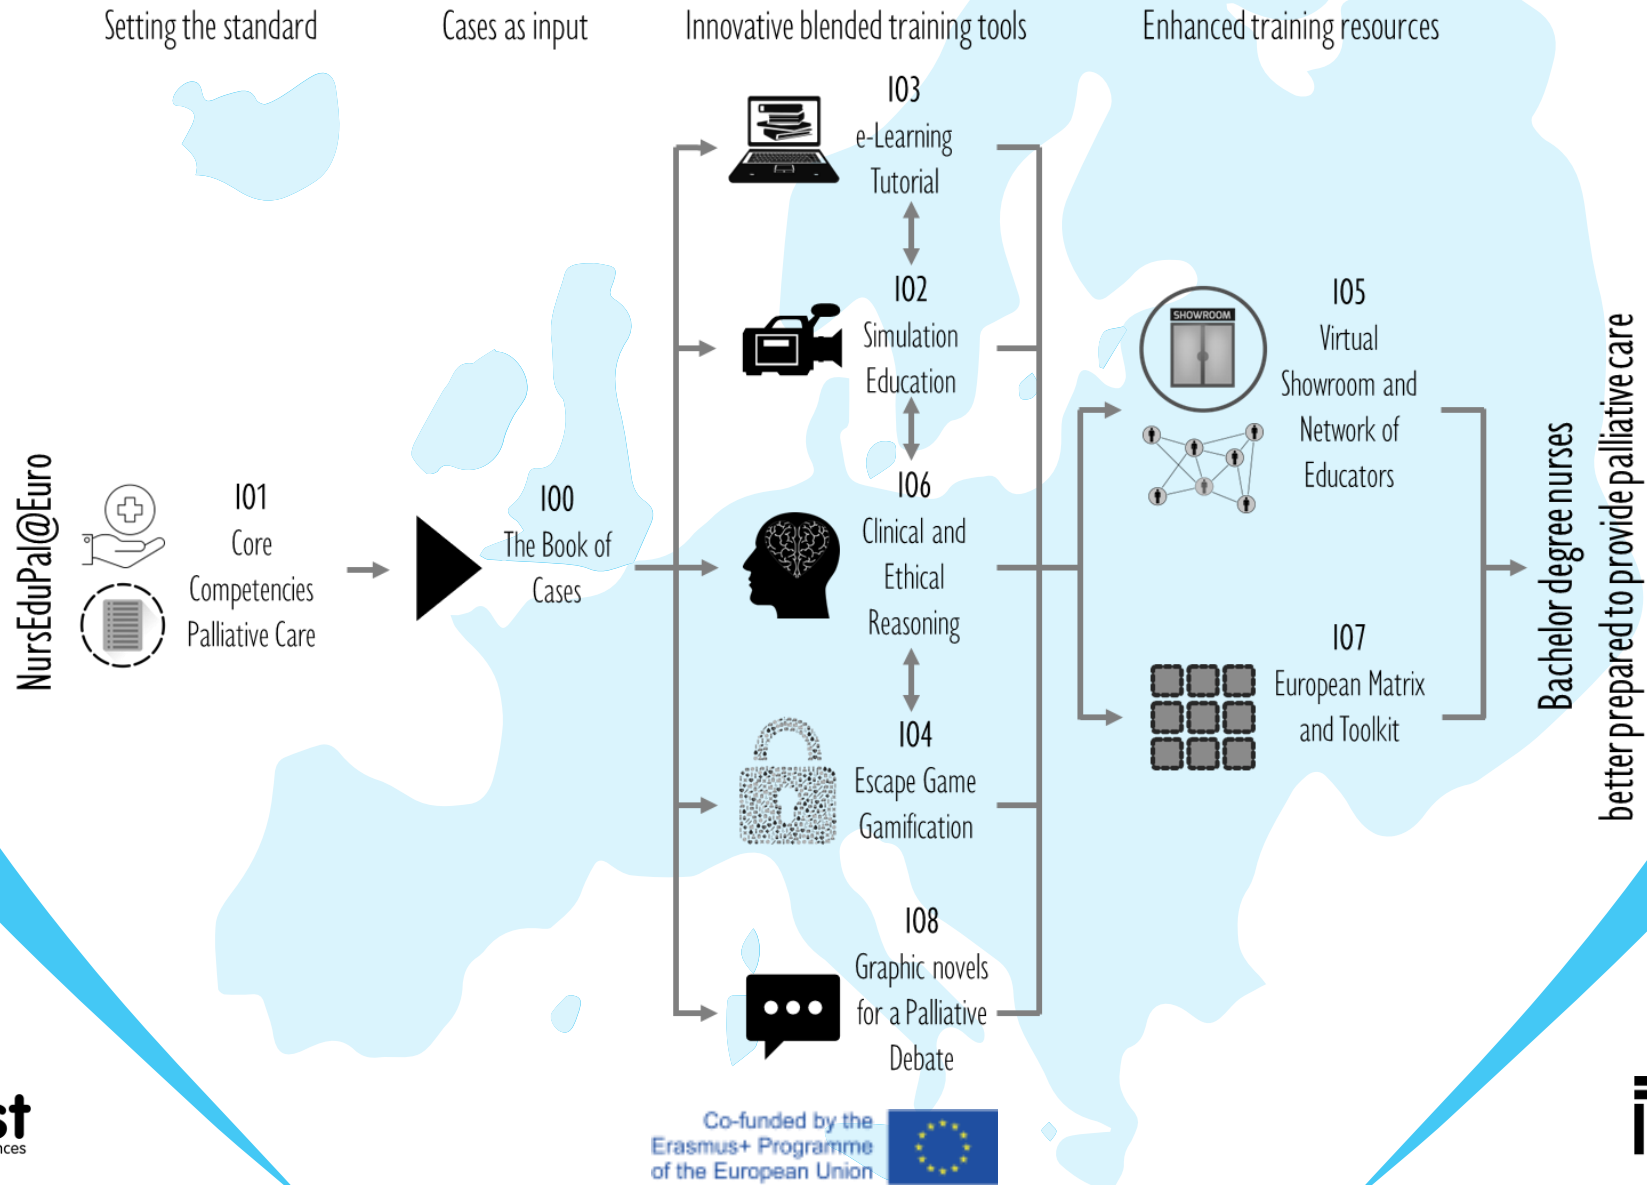 Setting the standard
Cases as input
Innovative blended training tools
Enhanced training resources
NursEduPal@Euro
IO1
Core
Competencies
Palliative Care
IO0
The Book of
Cases
IO3
e-Learning
Tutorial
IO2
Simulation
Education
IO6
Clinical and
Ethical
Reasoning
IO4
Escape Game
Gamification
IO8
Graphic novels
for a Palliative
Debate
SHOWROOM
IO5
Virtual
Showroom and
Network of
Educators
IO7
European Matrix
and Toolkit
Bachelor degree nurses
better prepared to provide palliative care
Co-funded by the
Erasmus+ Programme
of the European Union